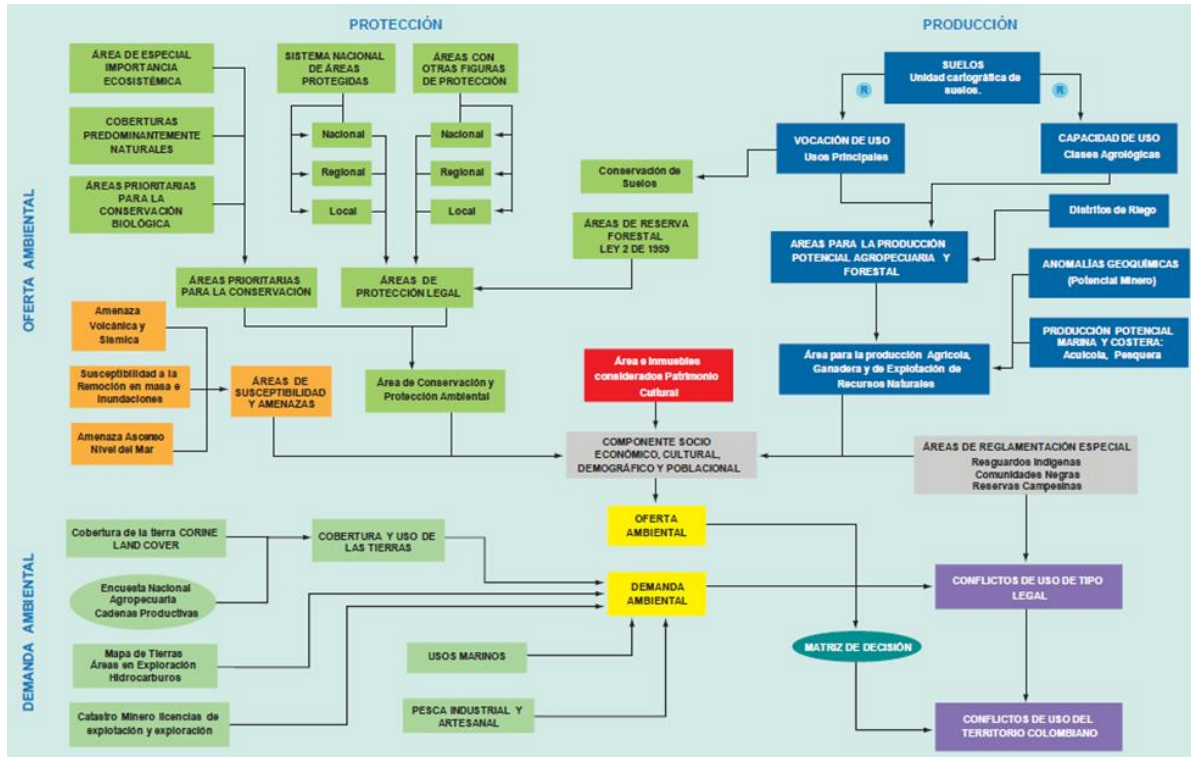 PROTECCIÓN
PRODUCCIÓN
OFERTA AMBIENTAL
ÁREA DE ESPECIAL
IMPORTANCIA
ECOSISTÉMICA
SISTEMA NACIONAL
DE ÁREAS
PROTEGIDAS
ÁREAS CON
OTRAS FIGURAS
DE PROTECCIÓN
SUELOS
Unidad cartográfica de
suelos.
R
R
COBERTURAS
PREDOMINANTEMENTE
NATURALES
Nacional
Regional
Local
Nacional
Regional
Local
VOCACIÓN DE USO
Usos Principales
CAPACIDAD DE USO
Clases Agrológicas
Conservación de
Suelos
ÁREAS PRIORITARIAS
PARA LA
CONSERVACIÓN
BIOLÓGICA
ÁREAS DE RESERVA
FORESTAL
LEY 2 DE 1959
Distritos de Riego
AREAS PARA LA PRODUCCIÓN
POTENCIAL AGROPECUARIA Y
FORESTAL
ANOMALÍAS GEOQUÍMICAS
(Potencial Minero)
ÁREAS PRIORITARIAS
PARA LA CONSERVACIÓN
ÁREAS DE
PROTECCIÓN LEGAL
Amenaza
Volcánica y
Sísmica
PRODUCCIÓN POTENCIAL
MARINA Y COSTERA:
Acuícola, Pesquera
Susceptibilidad a la
Remoción en masa e
Inundaciones
ÁREAS DE
SUSCEPTIBILIDAD
Y AMENAZAS
Área de Conservación y
Protección Ambiental
Área e Inmuebles
considerados Patrimonio
Cultural
Área para la producción Agrícola,
Ganadera y de Explotación de
Recursos Naturales
Amenaza Ascenso
Nivel del Mar
COMPONENTE SOCIO
ECONÓMICO, CULTURAL,
DEMOGRÁFICO Y POBLACIONAL
ÁREAS DE REGLAMENTACIÓN ESPECIAL
Resguardos Indígenas
Comunidades Negras
Reservas Campesinas
DEMANDA AMBIENTAL
Cobertura de la tierra CORINE
LAND COVER
COBERTURA Y USO DE
LAS TIERRAS
OFERTA
AMBIENTAL
Encuesta Nacional
Agropecuaria
Cadenas Productivas
DEMANDA
AMBIENTAL
CONFLICTOS DE USO DE TIPO
LEGAL
Mapa de Tierras
Áreas en Exploración
Hidrocarburos
USOS MARINOS
MATRIZ DE DECISIÓN
Catastro Minero licencias de
explotación y exploración
PESCA INDUSTRIAL Y
ARTESANAL
CONFLICTOS DE USO DEL
TERRITORIO COLOMBIANO